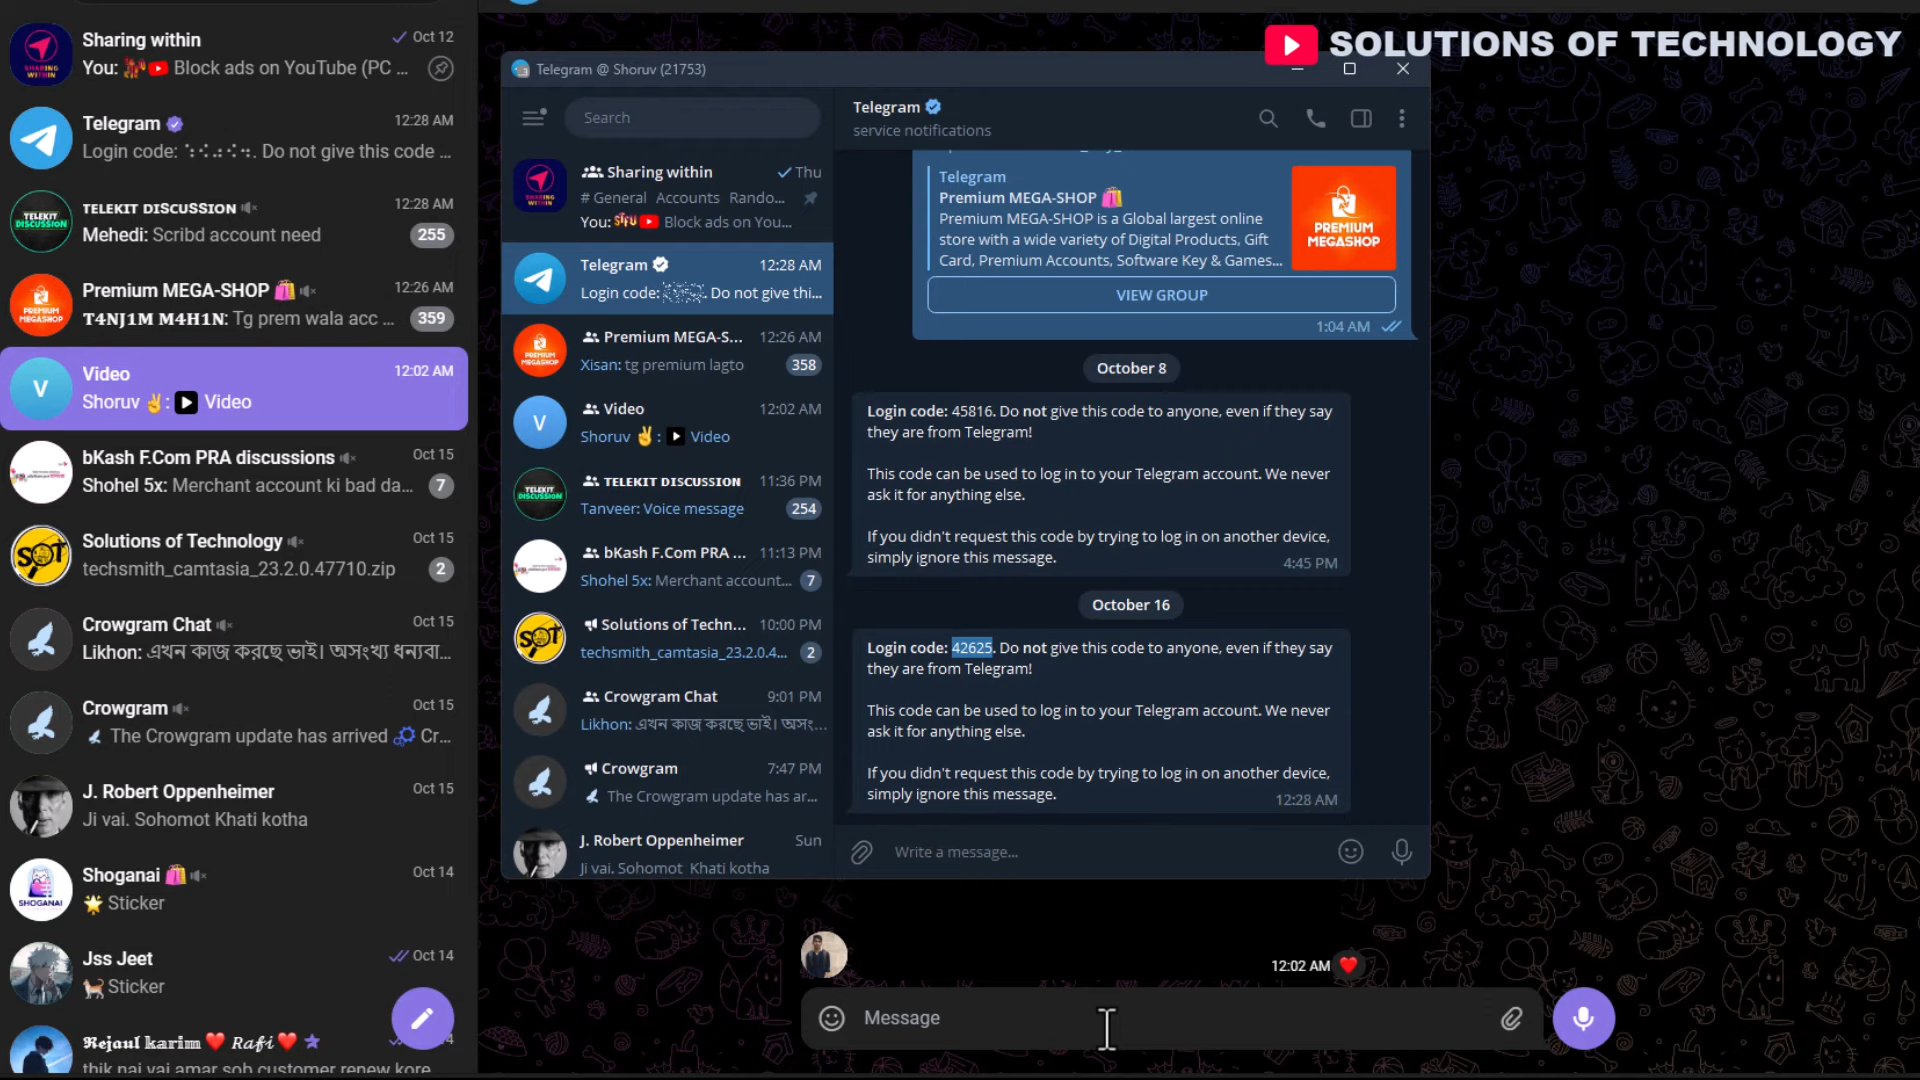 SOLUTIONS OF TECHNOLOGY
Sharing within
Oct 12
You: 🎇▶️ Block ads on YouTube (PC ...
Telegram
12:28 AM
Login code: . Do not give this code ...
TELEKIT DISCUSSION
12:28 AM
Mehedi: Scribd account need
255
Premium MEGA-SHOP 🛍️
12:26 AM
T4NJ1M M4H1N: Tg prem wala acc ...
359
Video
12:02 AM
Shoruv ✌️: Video
bKash F.Com PRA discussions
Oct 15
Shohel 5x: Merchant account ki bad da...
7
Solutions of Technology
Oct 15
techsmith_camtasia_23.2.0.47710.zip
2
Crowgram Chat
Oct 15
Likhon: এখন কাজ করছে ভাই। অসংখ্য ধন্যবা...
Crowgram
Oct 15
The Crowgram update has arrived Cr...
J. Robert Oppenheimer
Oct 15
Ji vai. Sohomot Khati kotha
Shoganai 🛍️
Oct 14
🌟 Sticker
Jss Jeet
Oct 14
🐕 Sticker
Rejaul karim ❤️ Rafi ❤️
thik nai vai amar sob customer renew kore
Telegram @ Shoruv (21753)
Search
Sharing within
Thu
# General Accounts Rando...
You: ▶️ Block ads on You...
Telegram
12:28 AM
Login code: . Do not give thi...
Premium MEGA-S...
12:26 AM
Xisan: tg premium lagto
358
Video
12:02 AM
Shoruv ✌️: Video
TELEKIT DISCUSSION
11:36 PM
Tanveer: Voice message
254
bKash F.Com PRA ...
11:13 PM
Shohel 5x: Merchant account...
7
Solutions of Techn...
10:00 PM
techsmith_camtasia_23.2.0.4...
2
Crowgram Chat
9:01 PM
Likhon: এখন কাজ করছে ভাই। অসং...
Crowgram
7:47 PM
The Crowgram update has ar...
J. Robert Oppenheimer
Sun
Ji vai. Sohomot Khati kotha
Telegram
service notifications
Telegram
Premium MEGA-SHOP 🛍️
Premium MEGA-SHOP is a Global largest online
store with a wide variety of Digital Products, Gift
Card, Premium Accounts, Software Key & Games...
PREMIUM
MEGASHOP
VIEW GROUP
1:04 AM
October 8
Login code: 45816. Do not give this code to anyone, even if they say
they are from Telegram!
This code can be used to log in to your Telegram account. We never
ask it for anything else.
If you didn't request this code by trying to log in on another device,
simply ignore this message.
4:45 PM
October 16
Login code: 42625. Do not give this code to anyone, even if they say
they are from Telegram!
This code can be used to log in to your Telegram account. We never
ask it for anything else.
If you didn't request this code by trying to log in on another device,
simply ignore this message.
12:28 AM
Write a message...
12:02 AM ❤️
Message